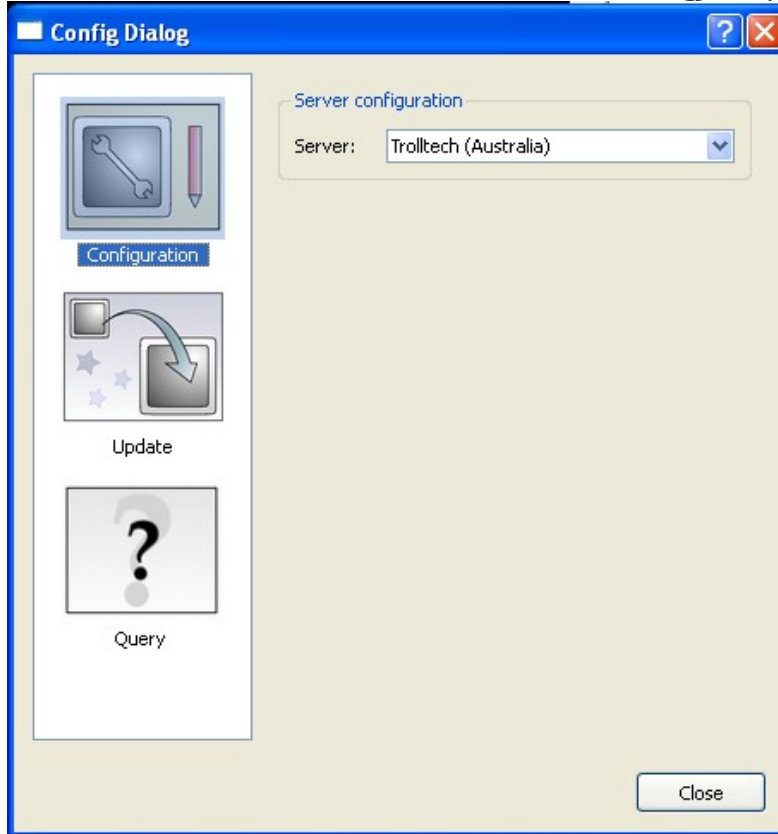 Config Dialog
Configuration
Update
?
Query
Server configuration
Server: Trolltech (Australia)
Close